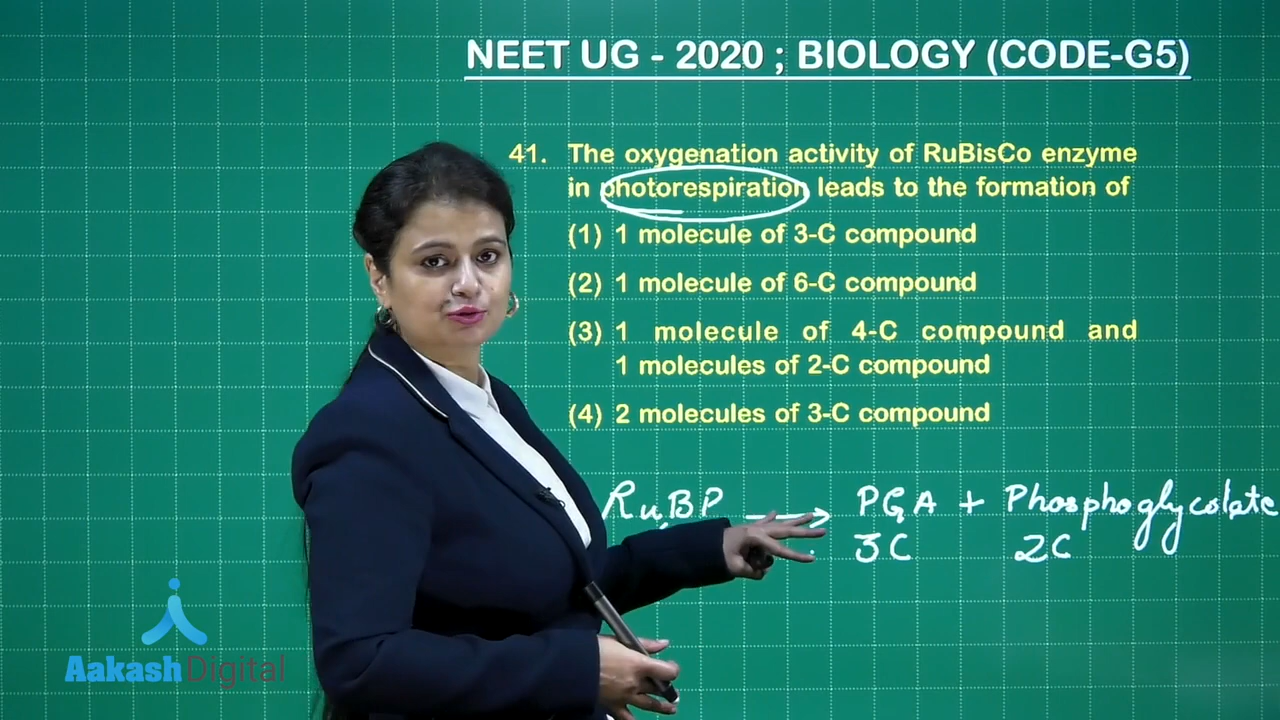 NEET UG - 2020 ; BIOLOGY (CODE-G5)
41. The oxygenation activity of RuBisCo enzyme
in photorespiration leads to the formation of
(1) 1 molecule of 3-C compound
(2) 1 molecule of 6-C compound
(3) 1 molecule of 4-C compound and
1 molecules of 2-C compound
(4) 2 molecules of 3-C compound
RuBP → PGA + Phosphoglycolate
3C 2C
Aakash Digital